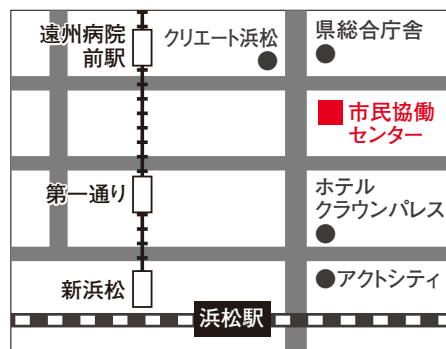 遠州病院
前駅
クリエート浜松
県総合庁舎
市民協働
センター
第一通り
ホテル
クラウンパレス
新浜松
アクトシティ
浜松駅